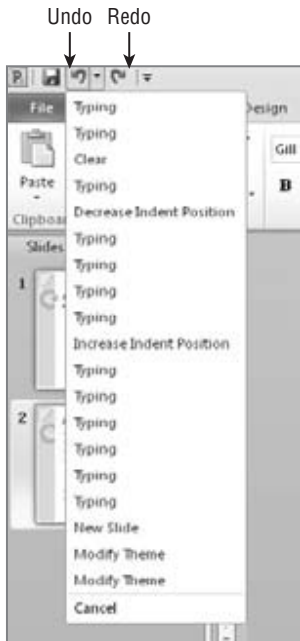 Undo Redo
P
File
Design
Typing
Typing
Clear
Typing
Decrease Indent Position
Typing
Typing
Typing
Typing
Increase Indent Position
Typing
Typing
Typing
Typing
Typing
Typing
New Slide
Modify Theme
Modify Theme
Cancel
Paste
Gill
B
Clipboa
Slides
1
2